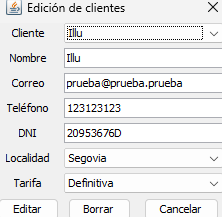 Edición de clientes
Cliente Illu
Nombre Illu
Correo prueba@prueba.prueba
Teléfono 123123123
DNI 20953676D
Localidad Segovia
Tarifa Definitiva
Editar Borrar Cancelar